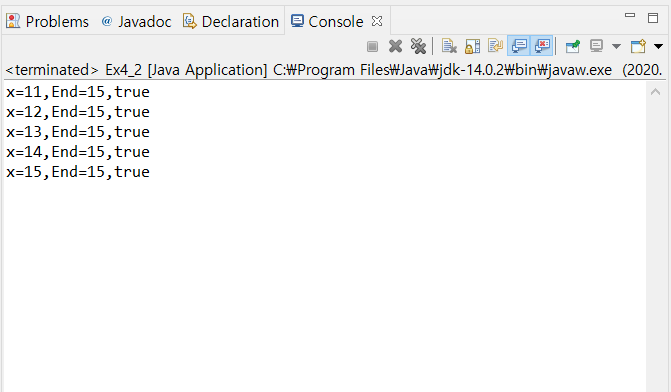 Problems @ Javadoc Declaration Console
<terminated> Ex4_2 [Java Application] C:₩Program Files₩Java₩jdk-14.0.2₩bin₩javaw.exe (2020.
x=11,End=15,true
x=12,End=15,true
x=13,End=15,true
x=14,End=15,true
x=15,End=15,true